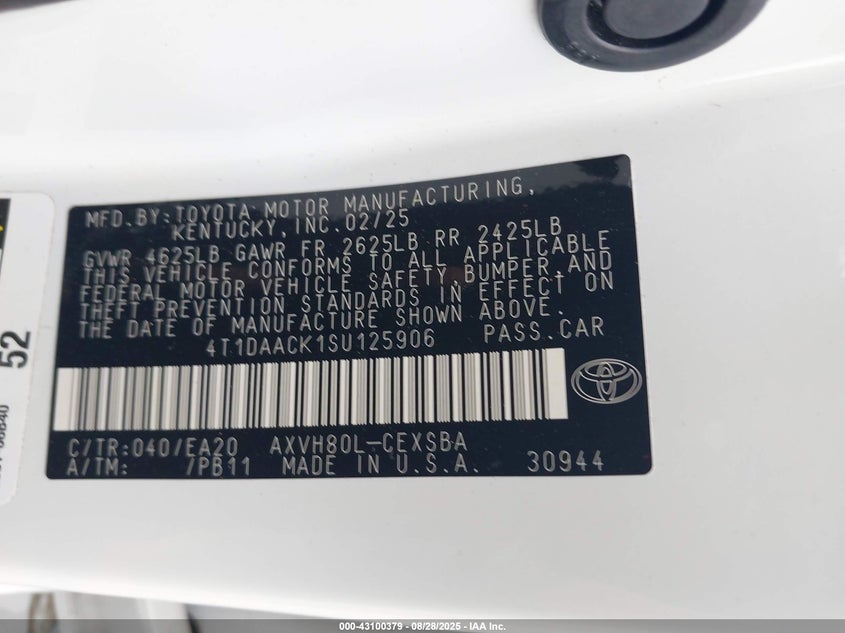 MFD.BY:TOYOTA MOTOR MANUFACTURING,
KENTUCKY,INC.02/25
GVWR 4625LB GAWR FR 2625LB RR 2425LB
THIS VEHICLE CONFORMS TO ALL APPLICABLE
FEDERAL MOTOR VEHICLE SAFETY,BUMPER,AND
THEFT PREVENTION STANDARDS IN EFFECT ON
THE DATE OF MANUFACTURE SHOWN ABOVE.
4T1DAACK1SU125906 PASS.CAR
C/TR:040/EA20 AXVH80L-CEXSBA
A/TM: /PB11 MADE IN U.S.A. 30944
52
000-43100379 - 08/28/2025 - IAA Inc.